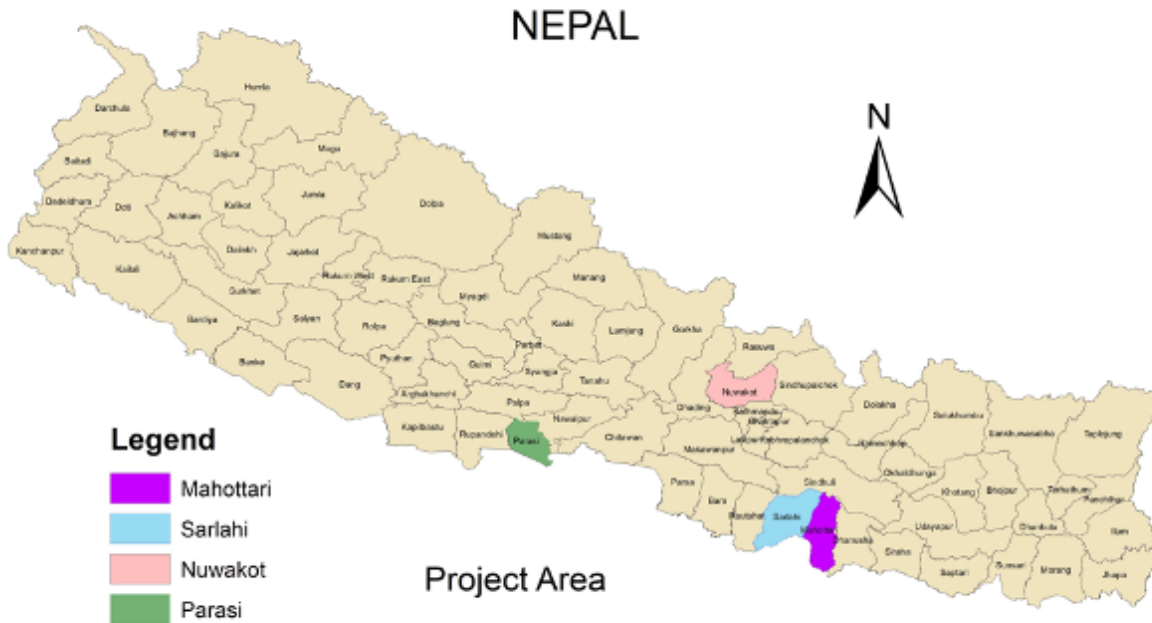 NEPAL
N
Humla
Darchula
Bajhang
Mugu
Bajura
Baitadi
Jumla
Dadeldhura
Doti
Achham
Kalikot
Dolpa
Mustang
Kanchanpur
Dailekh
Jajarkot
Kailali
Rukum West
Rukum East
Manang
Surkhet
Myagdi
Bardiya
Salyan
Rolpa
Baglung
Kaski
Lamjung
Gorkha
Rasuwa
Parbat
Banke
Pyuthan
Gulmi
Syangja
Tanahu
Dang
Nuwakot
Sindhupalchok
Arghakhanchi
Palpa
Dhading
Dolakha
Solukhumbu
Taplejung
Kapilbastu
Rupandehi
Parasi
Nawalpur
Chitawan
Makawanpur
Sankhuwasabha
Okhaldhunga
Khotang
Bhojpur
Parsa
Bara
Sindhuli
Rautahat
Sarlahi
Udayapur
Dhankuta
Ilam
Dhanusha
Siraha
Saptari
Sunsari
Morang
Jhapa
Legend
Mahottari
Sarlahi
Nuwakot
Parasi
Project Area